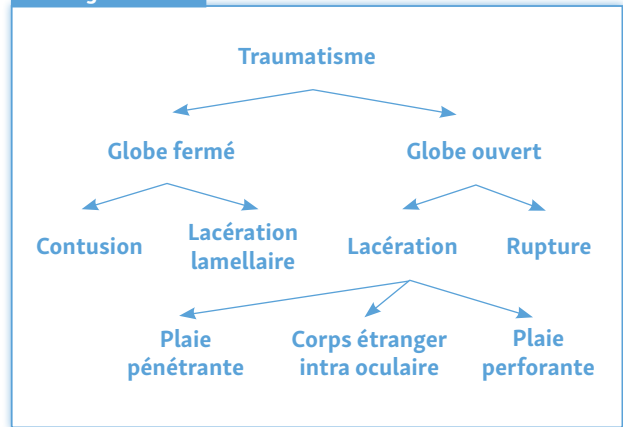 Traumatisme
Globe fermé
Globe ouvert
Contusion
Lacération
lamellaire
Lacération
Rupture
Plaie
pénétrante
Corps étranger
intra oculaire
Plaie
perforante